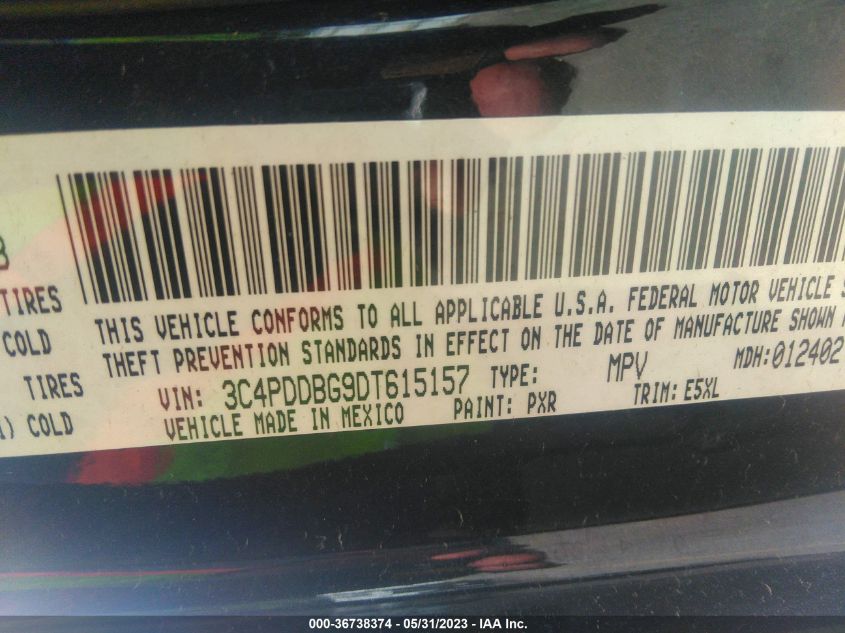 TIRES
COLD
TIRES
COLD
THIS VEHICLE CONFORMS TO ALL APPLICABLE U.S.A. FEDERAL MOTOR VEHICLE S
THEFT PREVENTION STANDARDS IN EFFECT ON THE DATE OF MANUFACTURE SHOWN
VIN: 3C4PDDBG9DT615157 TYPE: MPV MDH:012402
VEHICLE MADE IN MEXICO PAINT: PXR TRIM: E5XL
000-36738374 - 05/31/2023 - IAA Inc.